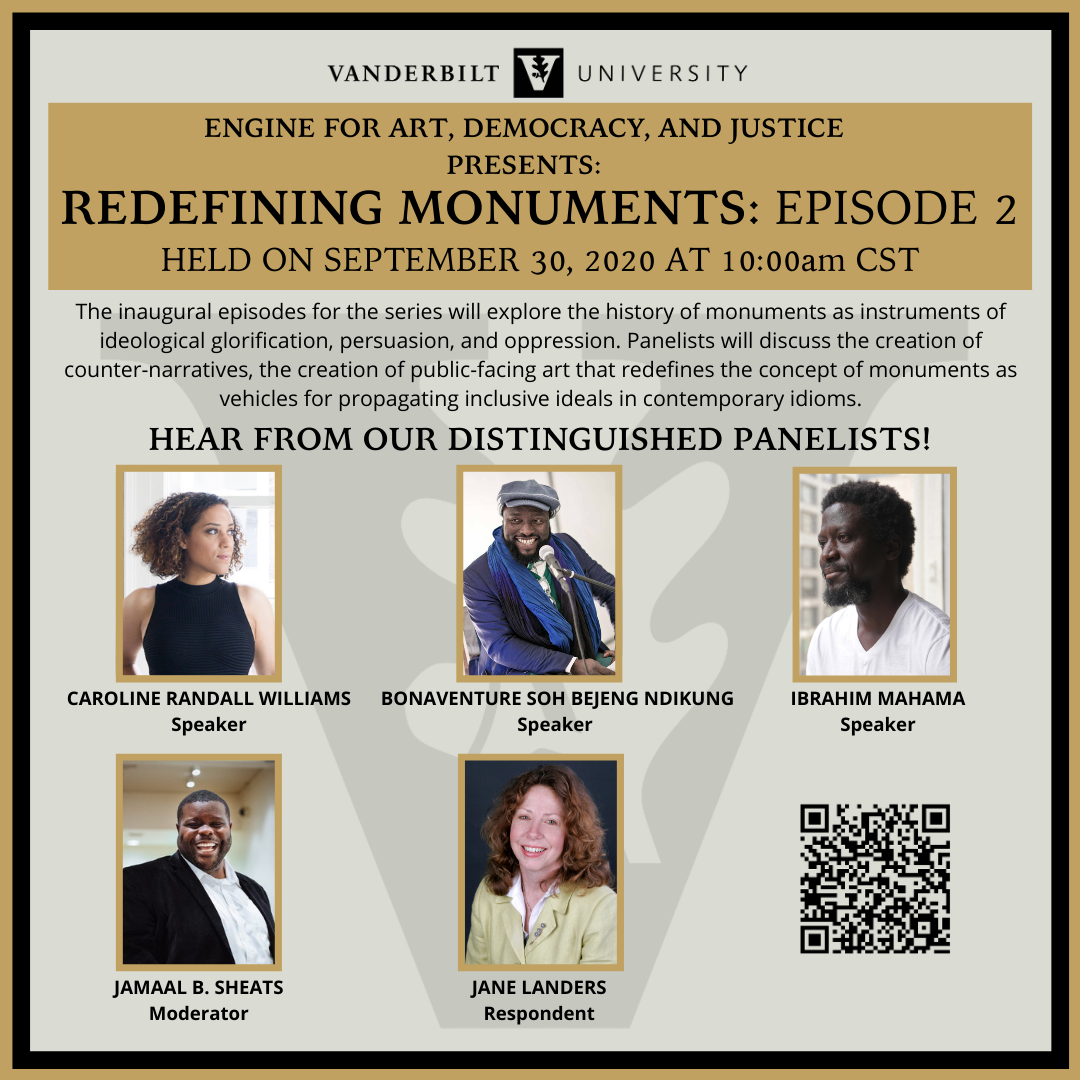 VANDERBILT V UNIVERSITY
ENGINE FOR ART, DEMOCRACY, AND JUSTICE
PRESENTS:
REDEFINING MONUMENTS: EPISODE 2
HELD ON SEPTEMBER 30, 2020 AT 10:00am CST
The inaugural episodes for the series will explore the history of monuments as instruments of
ideological glorification, persuasion, and oppression. Panelists will discuss the creation of
counter-narratives, the creation of public-facing art that redefines the concept of monuments as
vehicles for propagating inclusive ideals in contemporary idioms.
HEAR FROM OUR DISTINGUISHED PANELISTS!
CAROLINE RANDALL WILLIAMS
Speaker
BONAVENTURE SOH BEJENG NDIKUNG
Speaker
IBRAHIM MAHAMA
Speaker
JAMAAL B. SHEATS
Moderator
JANE LANDERS
Respondent